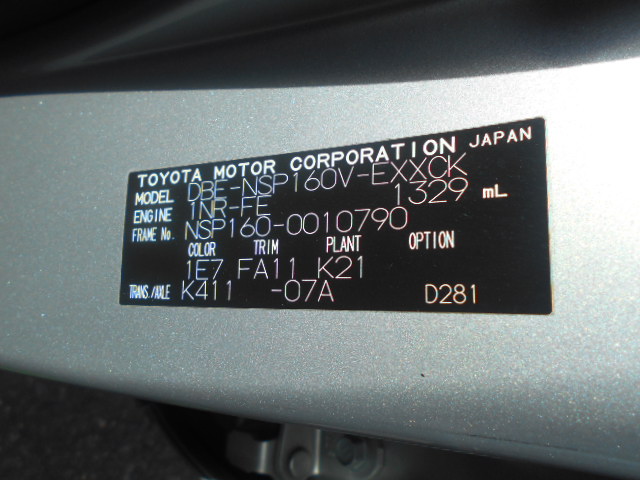 TOYOTA MOTOR CORPORATION JAPAN
MODEL DBE-NSP160V-EXXCK
ENGINE 1NR-FE 1329 mL
FRAME No. NSP160-0010790
COLOR TRIM PLANT OPTION
1E7 FA11 K21
TRANS./AXLE K411 -07A D281